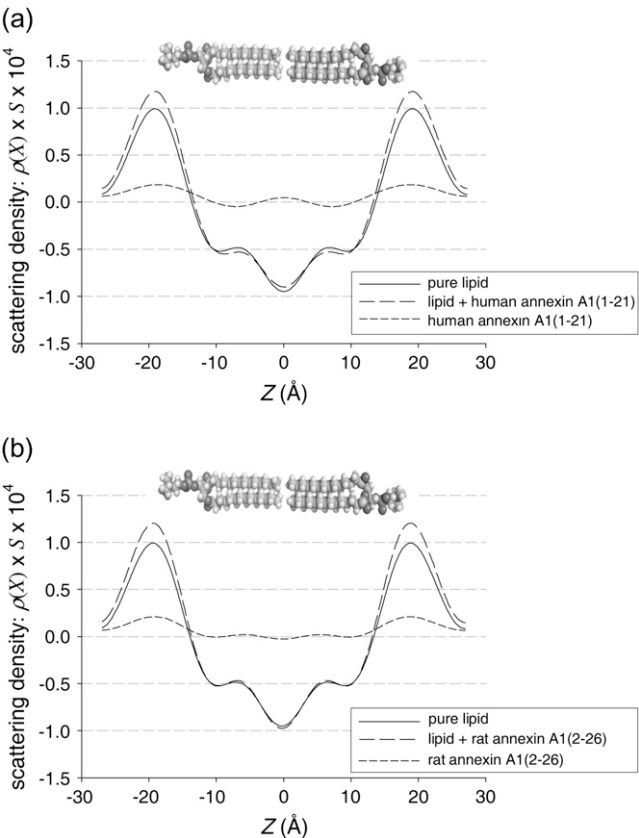 (a)
scattering density: ρ(X) x S x 10⁴
1.5
1.0
0.5
0.0
-0.5
-1.0
-1.5
pure lipid
lipid + human annexin A1(1-21)
human annexin A1(1-21)
-30 -20 -10 0 10 20 30
Z (Å)
(b)
scattering density: ρ(X) x S x 10⁴
1.5
1.0
0.5
0.0
-0.5
-1.0
-1.5
pure lipid
lipid + rat annexin A1(2-26)
rat annexin A1(2-26)
-30 -20 -10 0 10 20 30
Z (Å)